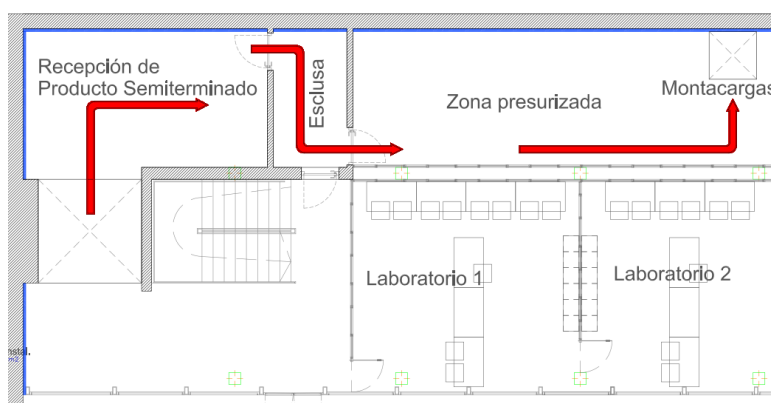 Recepción de
Producto Semiterminado
Esclusa
Zona presurizada
Montacargas
Laboratorio 1
Laboratorio 2